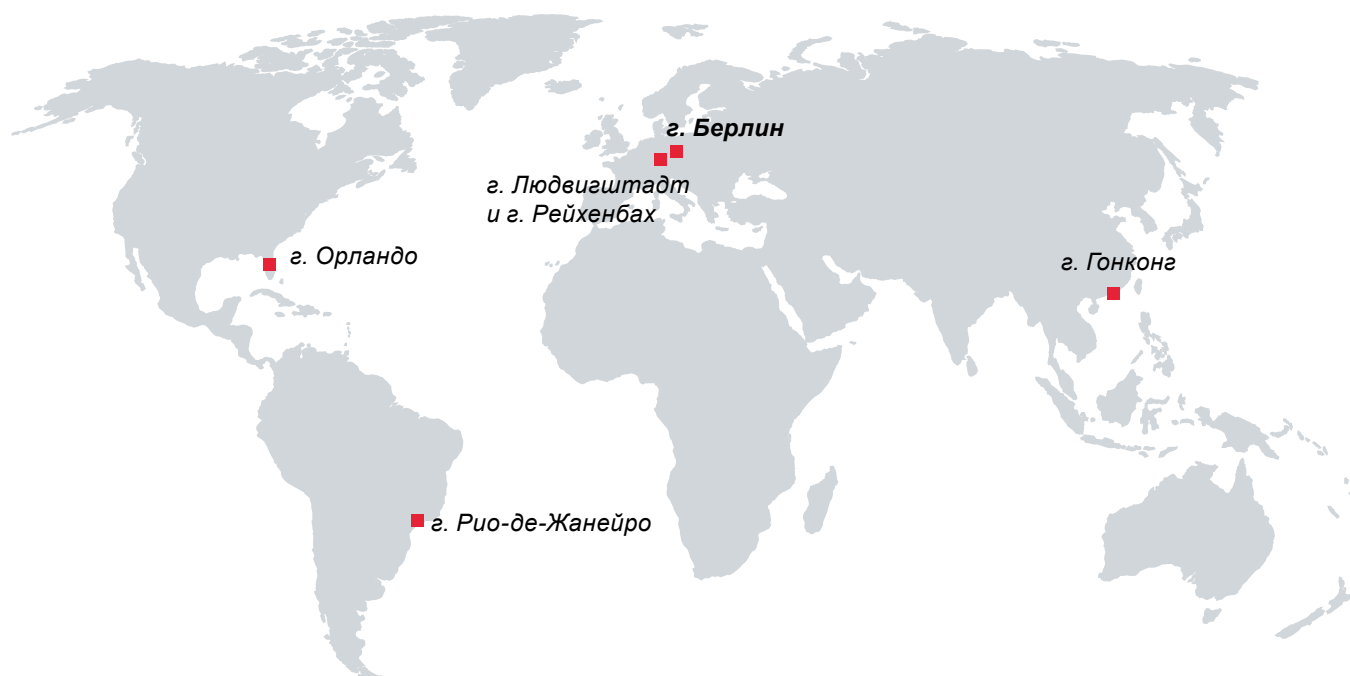 г. Берлин
г. Людвигштадт
и г. Рейхенбах
г. Орландо
г. Гонконг
г. Рио-де-Жанейро